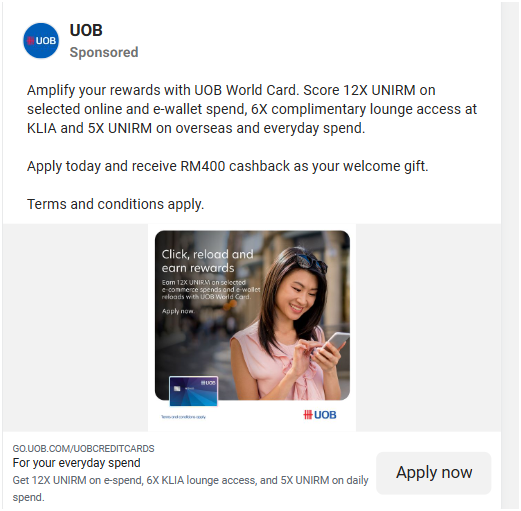 UOB
UOB
Sponsored
Amplify your rewards with UOB World Card. Score 12X UNIRM on
selected online and e-wallet spend, 6X complimentary lounge access at
KLIA and 5X UNIRM on overseas and everyday spend.
Apply today and receive RM400 cashback as your welcome gift.
Terms and conditions apply.
Click, reload and
earn rewards
Earn 12X UNIRM on selected
e-commerce spends and e-wallet
reloads with UOB World Card
Apply now.
UOB
Terms and conditions apply.
UOB
GO.UOB.COM/UOBCREDITCARDS
For your everyday spend
Get 12X UNIRM on e-spend, 6X KLIA lounge access, and 5X UNIRM on daily
spend.
Apply now